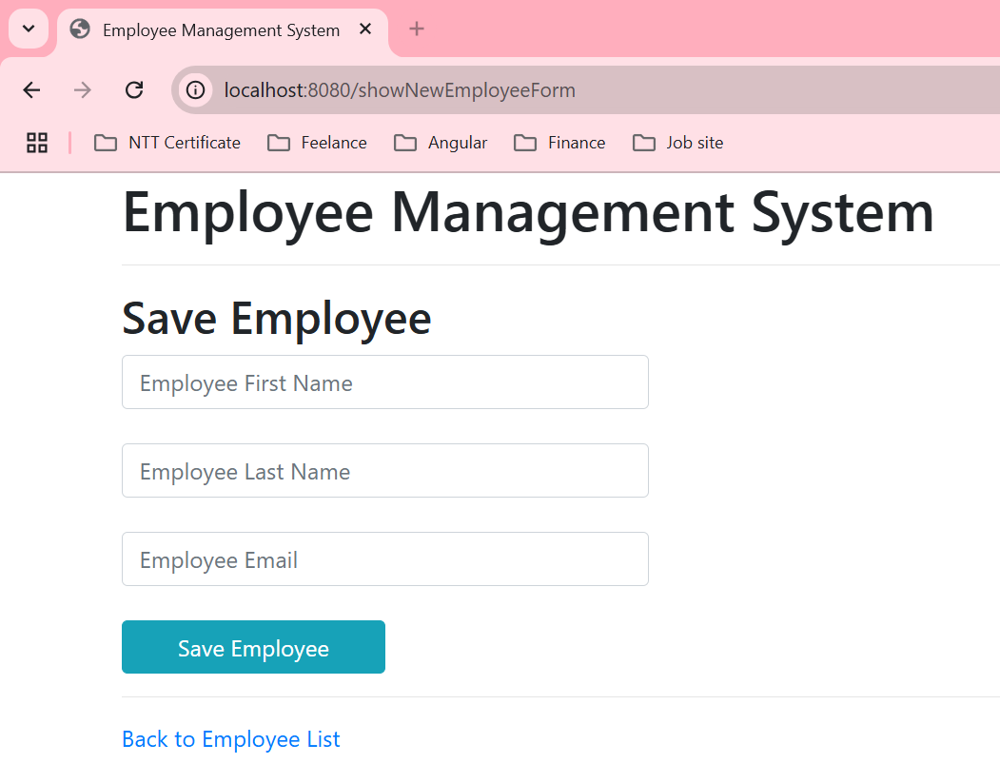 Employee Management System
localhost:8080/showNewEmployeeForm
NTT Certificate Feelance Angular Finance Job site
Employee Management System
Save Employee
Employee First Name
Employee Last Name
Employee Email
Save Employee
Back to Employee List